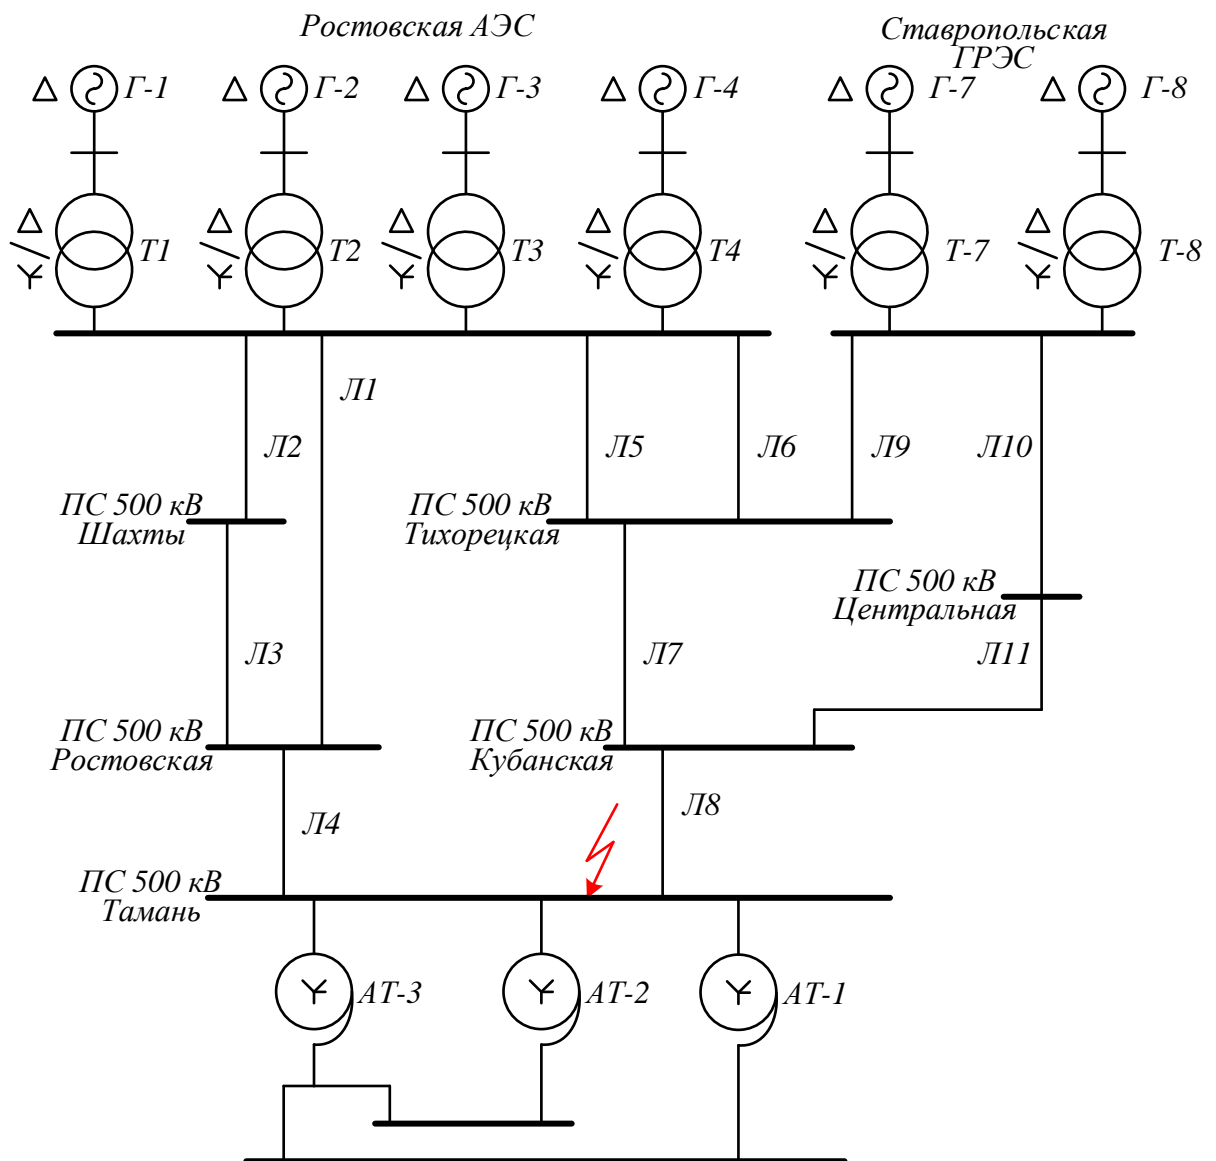 Ростовская АЭС
Ставропольская
ГРЭС
Г-1
Г-2
Г-3
Г-4
Г-7
Г-8
Т1
Т2
Т3
Т4
Т-7
Т-8
Л1
Л2
Л5
Л6
Л9
Л10
ПС 500 кВ
Шахты
ПС 500 кВ
Тихорецкая
ПС 500 кВ
Центральная
Л3
Л7
Л11
ПС 500 кВ
Ростовская
ПС 500 кВ
Кубанская
Л4
Л8
ПС 500 кВ
Тамань
АТ-3
АТ-2
АТ-1